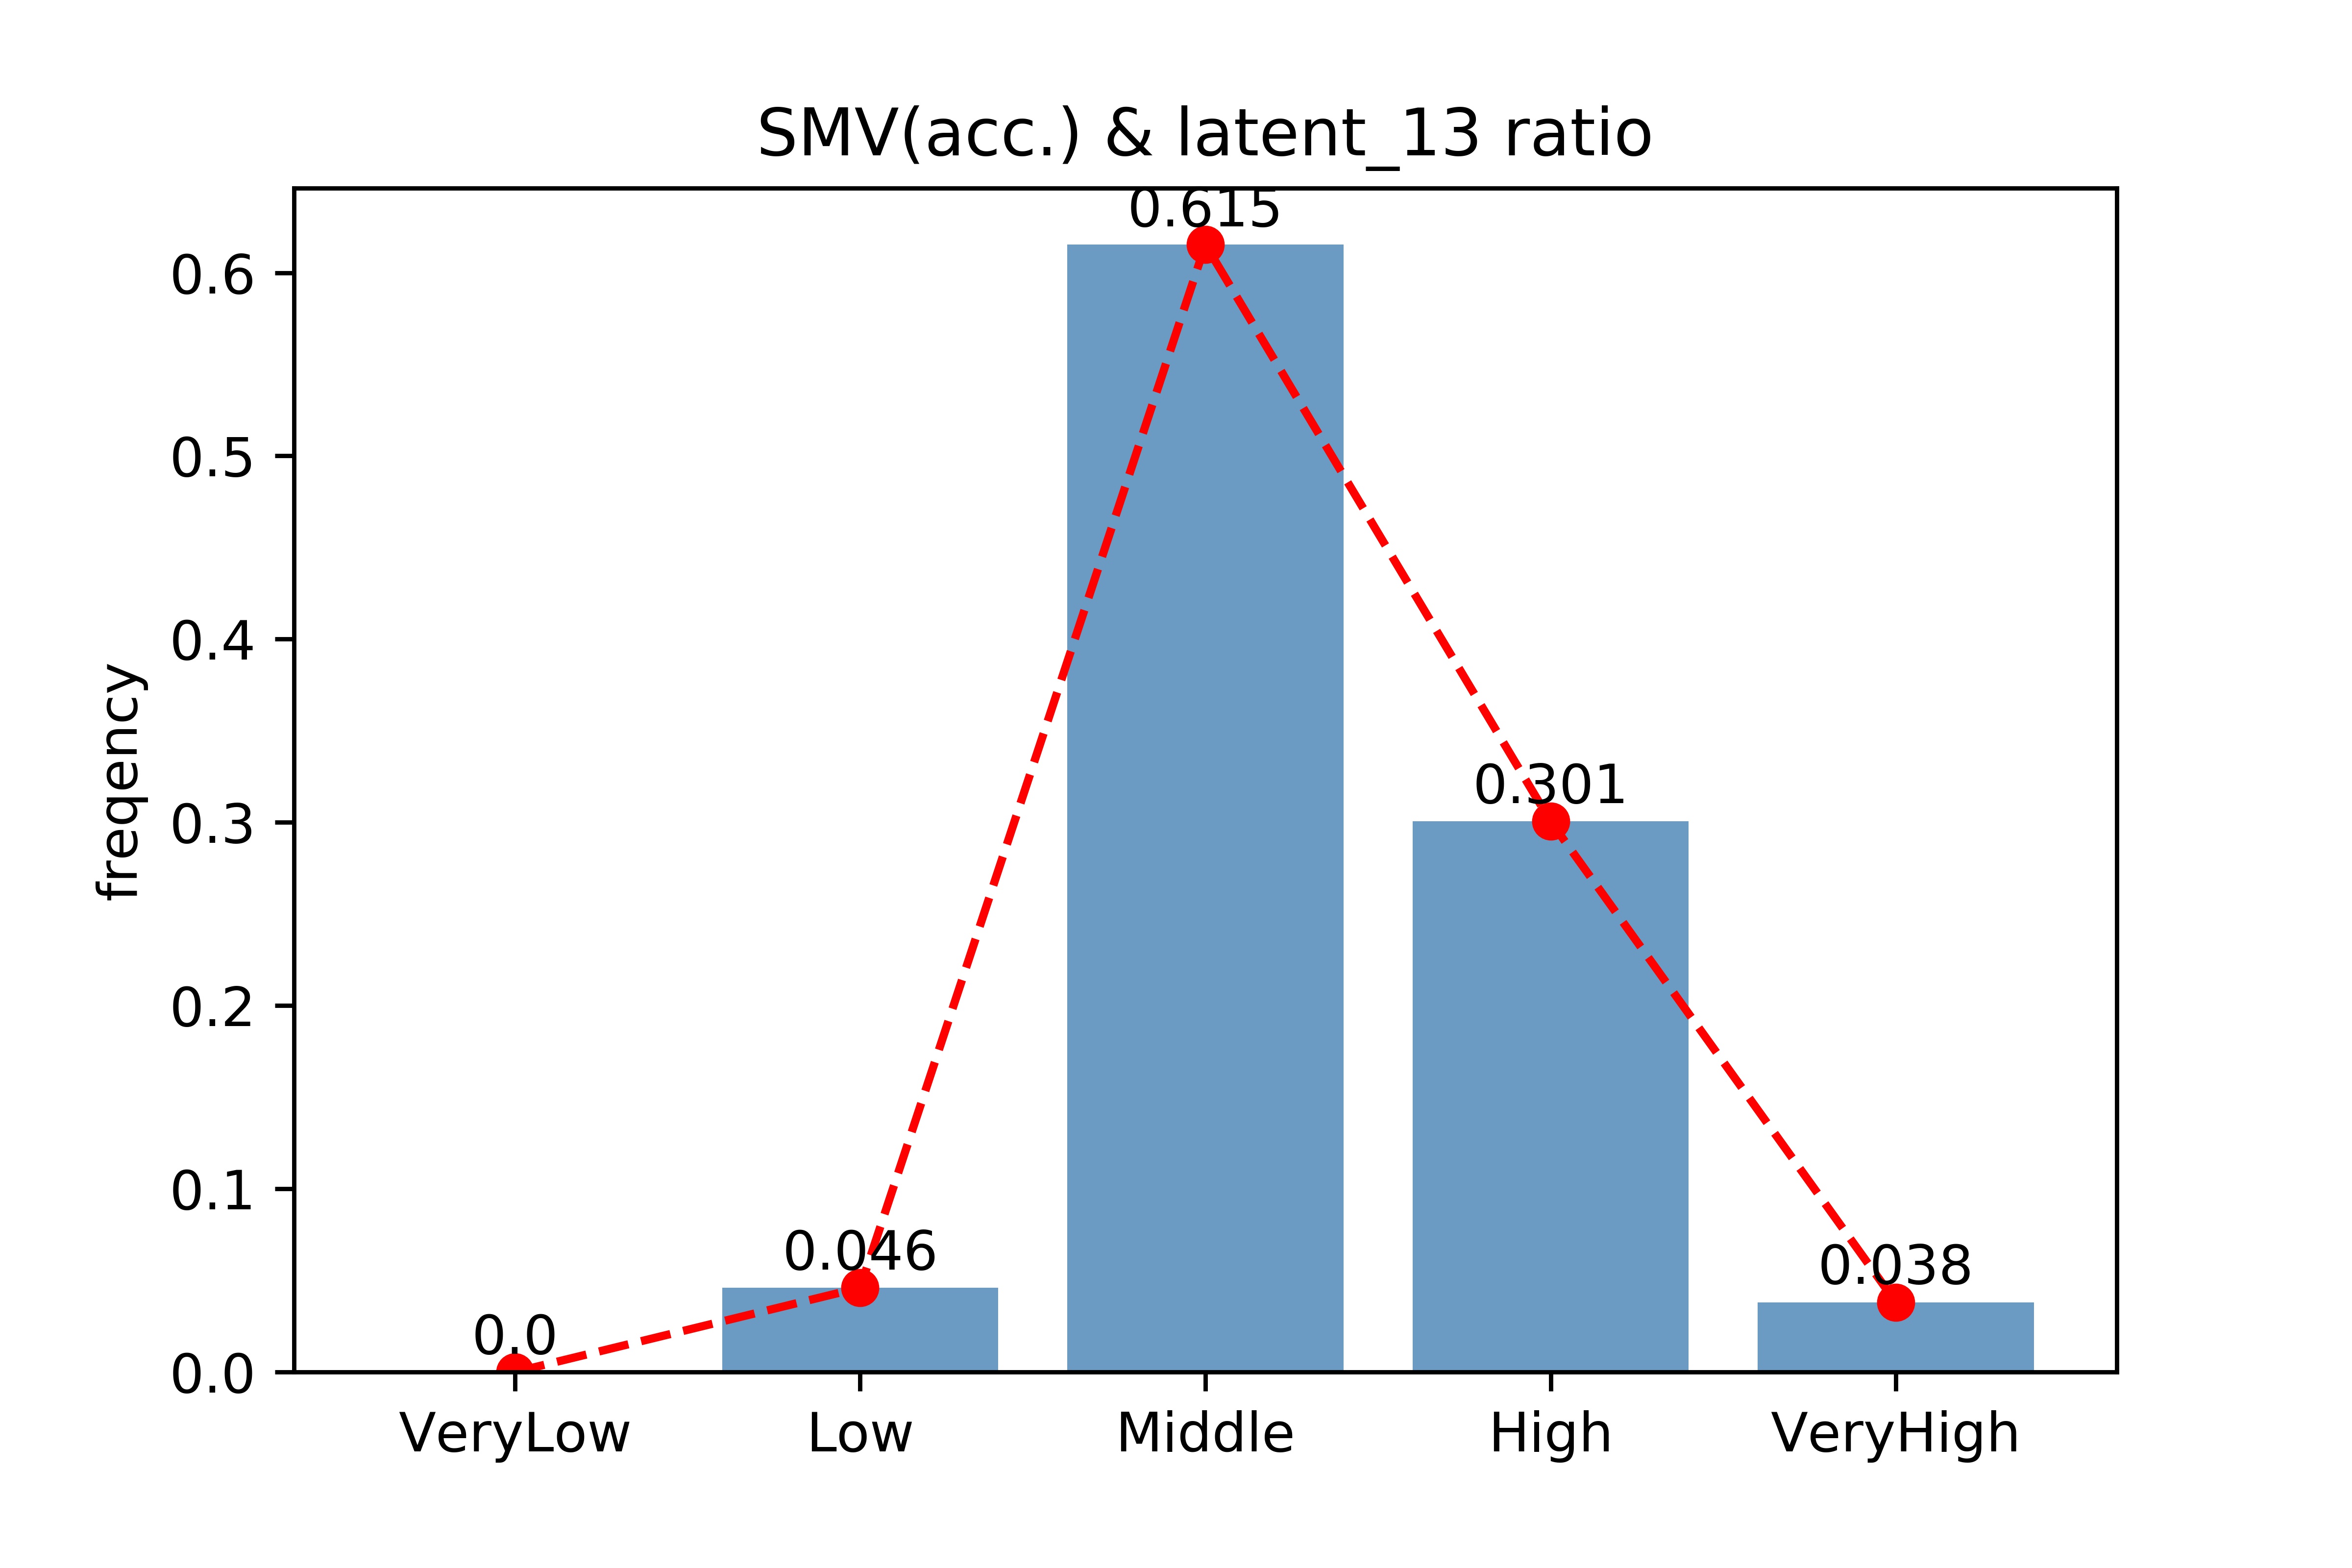 SMV(acc.) & latent_13 ratio
freqency
0.6
0.5
0.4
0.3
0.2
0.1
0.0
0.0
0.046
0.615
0.301
0.038
VeryLow
Low
Middle
High
VeryHigh